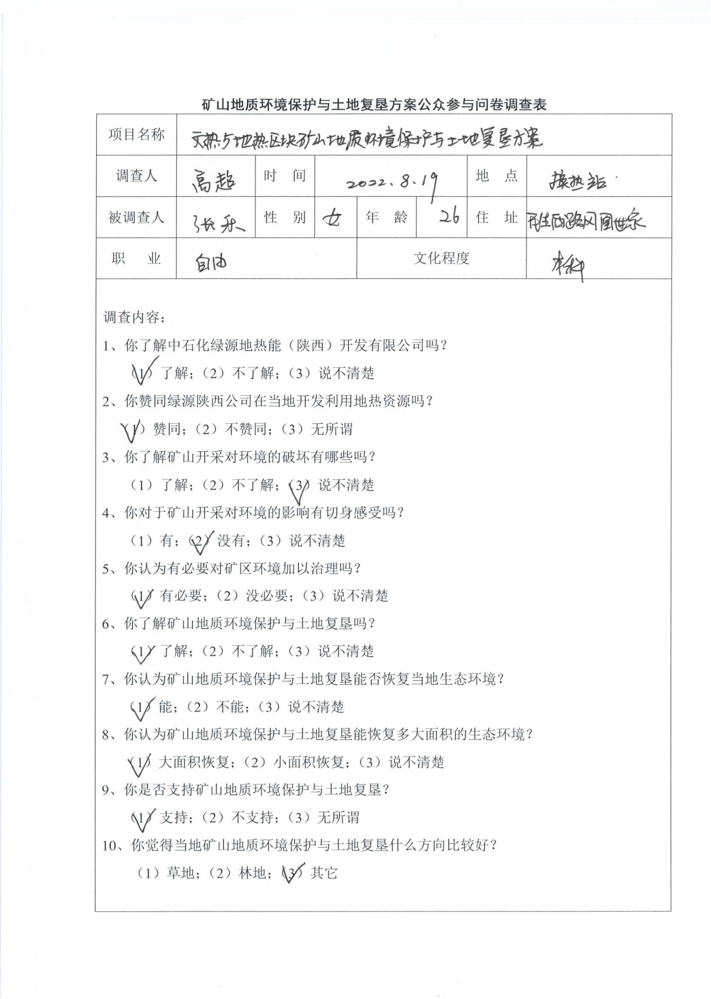 矿山地质环境保护与土地复垦方案公众参与问卷调查表
项目名称 地热区块矿山地质环境保护与土地复垦方案
调查人 高超 时 间 2022.8.19 地 点 换热站
被调查人 张乐 性 别 女 年 龄 26 住 址
职 业 自由 文化程度 本科
调查内容：
1、你了解中石化绿源地热能（陕西）开发有限公司吗？
（1）了解；（2）不了解；（3）说不清楚
2、你赞同绿源陕西公司在当地开发利用地热资源吗？
（1）赞同；（2）不赞同；（3）无所谓
3、你了解矿山开采对环境的破坏有哪些吗？
（1）了解；（2）不了解；（3）说不清楚
4、你对于矿山开采对环境的影响有切身感受吗？
（1）有；（2）没有；（3）说不清楚
5、你认为有必要对矿区环境加以治理吗？
（1）有必要；（2）没必要；（3）说不清楚
6、你了解矿山地质环境保护与土地复垦吗？
（1）了解；（2）不了解；（3）说不清楚
7、你认为矿山地质环境保护与土地复垦能否恢复当地生态环境？
（1）能；（2）不能；（3）说不清楚
8、你认为矿山地质环境保护与土地复垦能恢复多大面积的生态环境？
（1）大面积恢复；（2）小面积恢复；（3）说不清楚
9、你是否支持矿山地质环境保护与土地复垦？
（1）支持；（2）不支持；（3）无所谓
10、你觉得当地矿山地质环境保护与土地复垦什么方向比较好？
（1）草地；（2）林地；（3）其它